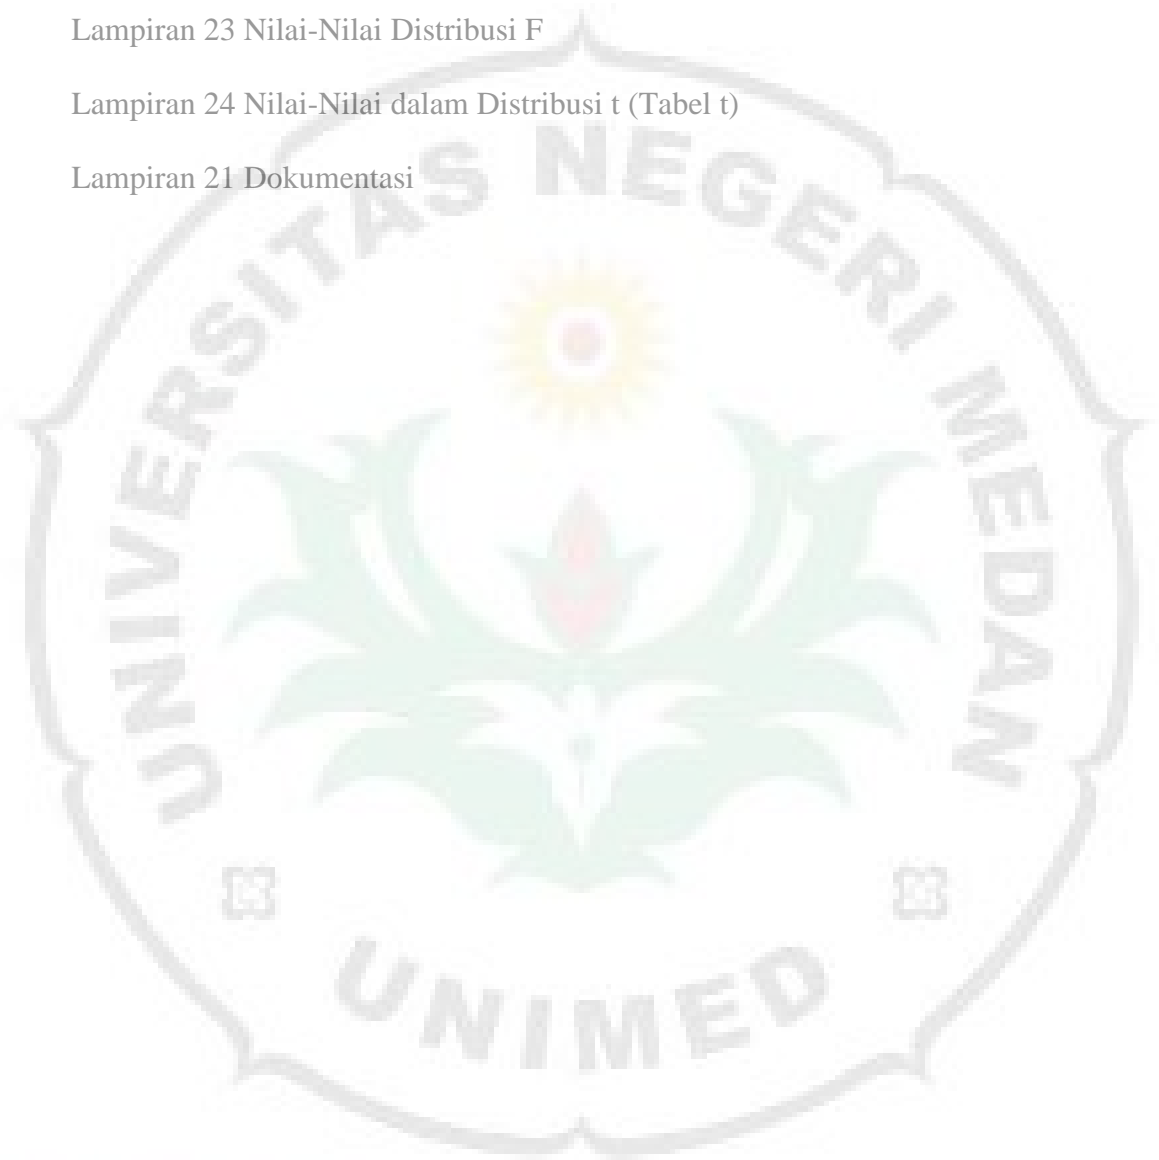 Lampiran 23 Nilai-Nilai Distribusi F
Lampiran 24 Nilai-Nilai dalam Distribusi t (Tabel t)
Lampiran 21 Dokumentasi
UNIVERSITAS NEGERI MEDAN
UNIMED